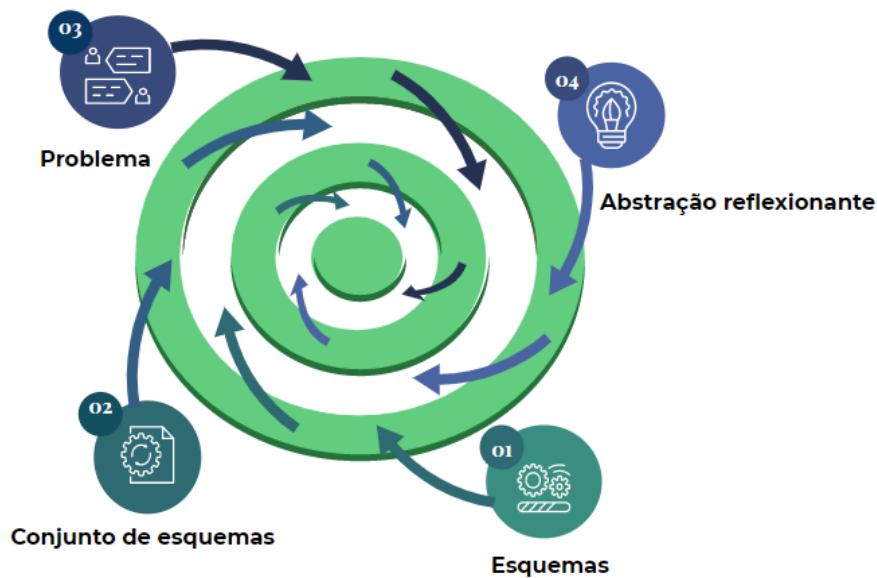 03
Problema
04
Abstração reflexionante
02
Conjunto de esquemas
01
Esquemas